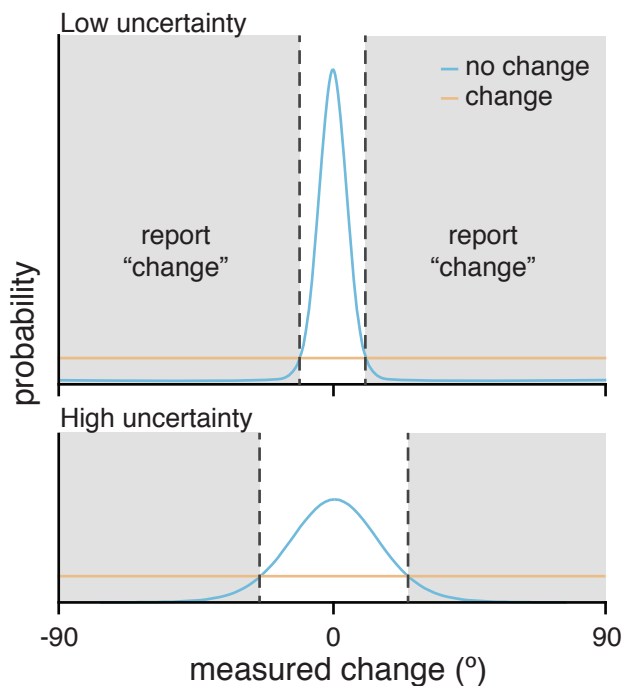 Low uncertainty
no change
change
report
“change”
report
“change”
probability
High uncertainty
-90
0
90
measured change (º)